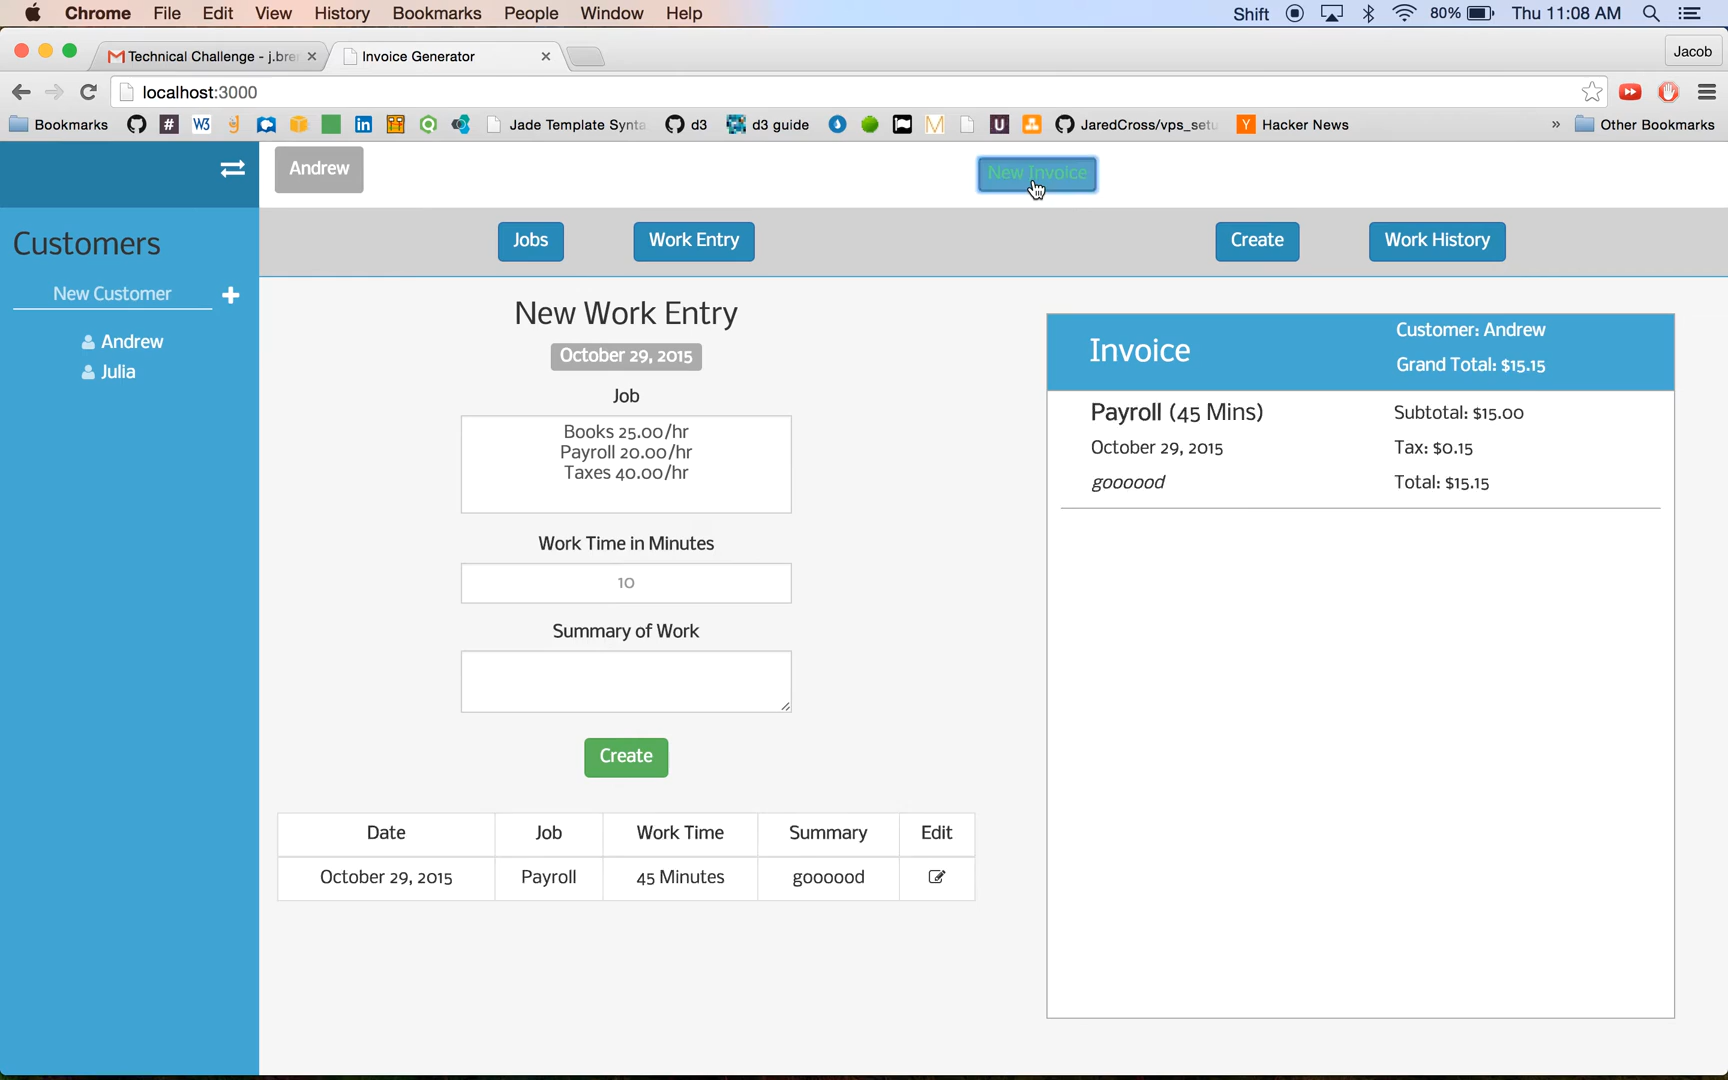 Chrome File Edit View History Bookmarks People Window Help Shift 80% Thu 11:08 AM
Technical Challenge - j.bre Invoice Generator Jacob
localhost:3000
Bookmarks # W3 Jade Template Synta d3 d3 guide M U JaredCross/vps_setu Y Hacker News » Other Bookmarks
Andrew New Invoice
Customers Jobs Work Entry Create Work History
New Customer
Andrew
Julia
New Work Entry
October 29, 2015
Job
Books 25.00/hr
Payroll 20.00/hr
Taxes 40.00/hr
Work Time in Minutes
10
Summary of Work
Create
Date Job Work Time Summary Edit
October 29, 2015 Payroll 45 Minutes goooood
Invoice
Customer: Andrew
Grand Total: $15.15
Payroll (45 Mins) Subtotal: $15.00
October 29, 2015 Tax: $0.15
goooood Total: $15.15